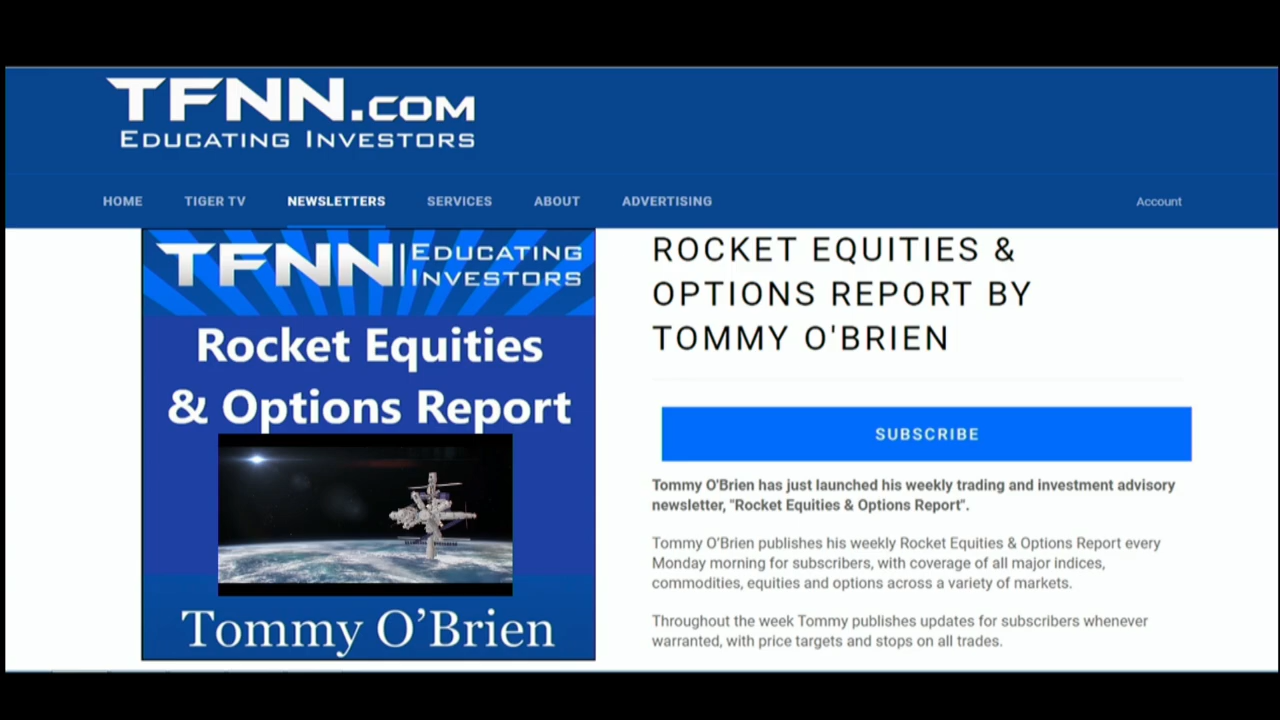 TFNN.COM
EDUCATING INVESTORS
HOME TIGER TV NEWSLETTERS SERVICES ABOUT ADVERTISING Account
TFNN | EDUCATING INVESTORS
Rocket Equities
& Options Report
Tommy O’Brien
ROCKET EQUITIES &
OPTIONS REPORT BY
TOMMY O'BRIEN
SUBSCRIBE
Tommy O'Brien has just launched his weekly trading and investment advisory
newsletter, "Rocket Equities & Options Report".
Tommy O’Brien publishes his weekly Rocket Equities & Options Report every
Monday morning for subscribers, with coverage of all major indices,
commodities, equities and options across a variety of markets.
Throughout the week Tommy publishes updates for subscribers whenever
warranted, with price targets and stops on all trades.